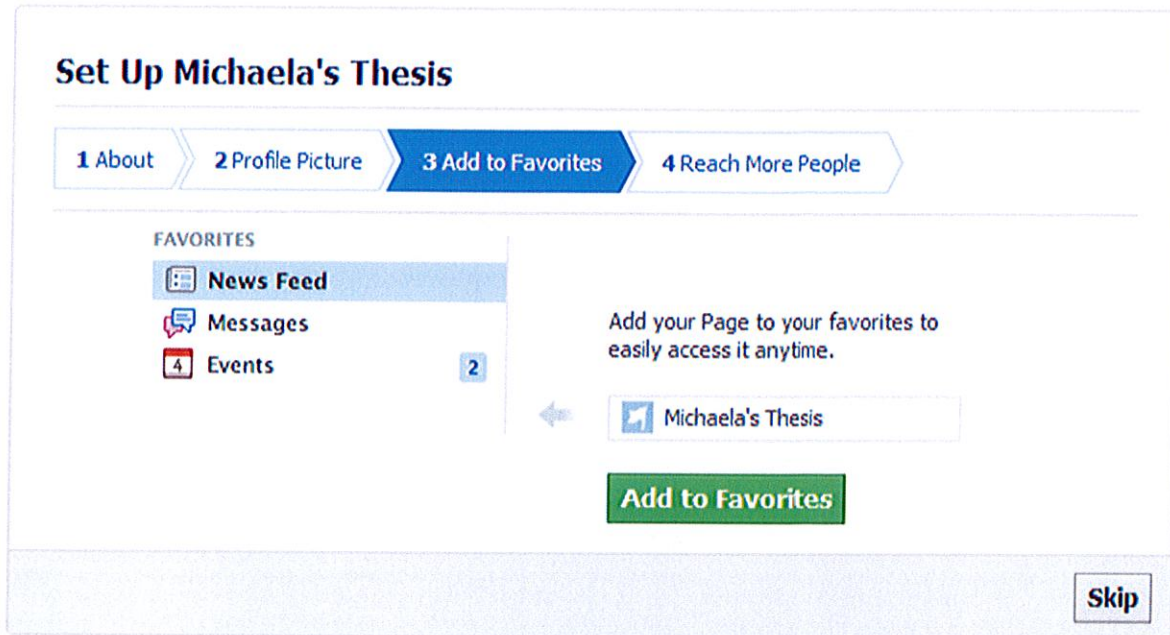 Set Up Michaela's Thesis
1 About
2 Profile Picture
3 Add to Favorites
4 Reach More People
FAVORITES
News Feed
Messages
4
Events
2
Add your Page to your favorites to
easily access it anytime.
Michaela's Thesis
Add to Favorites
Skip